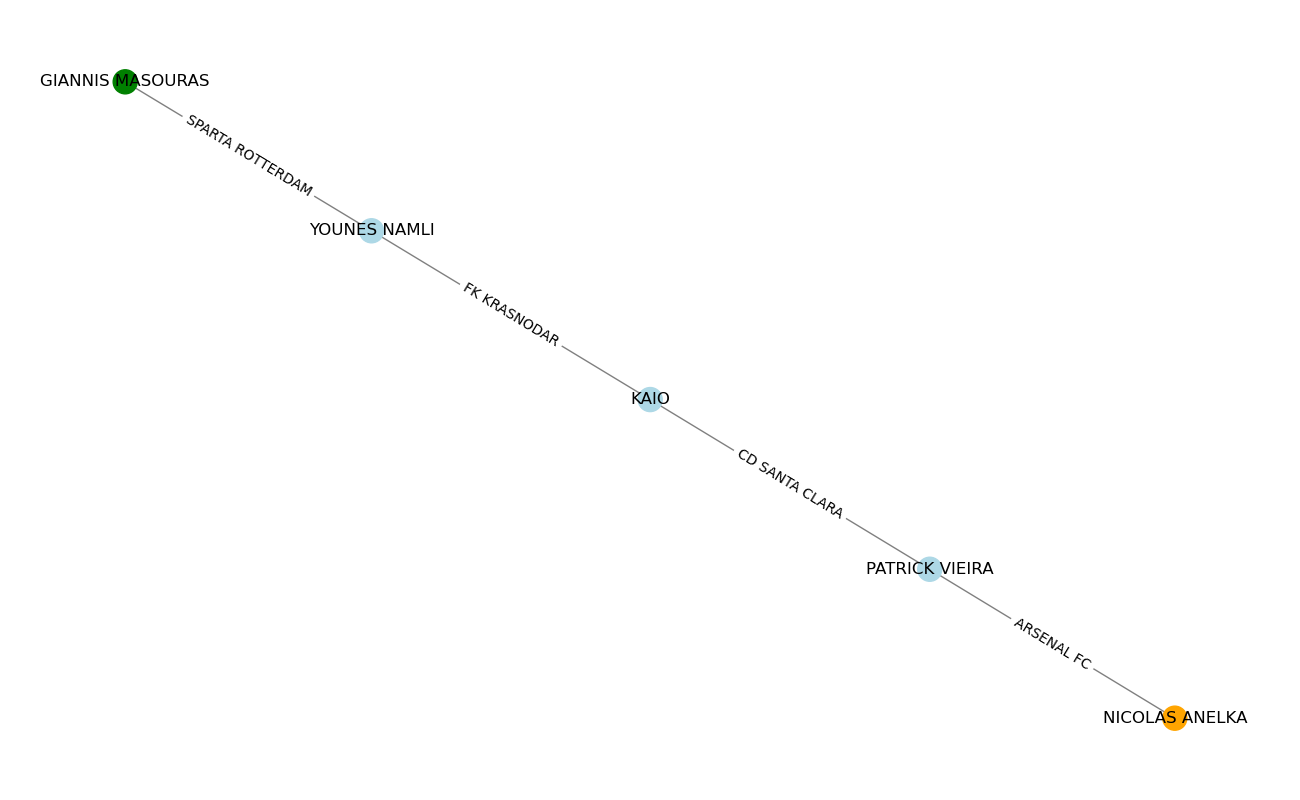 GIANNIS MASOURAS
SPARTA ROTTERDAM
YOUNES NAMLI
FK KRASNODAR
KAIO
CD SANTA CLARA
PATRICK VIEIRA
ARSENAL FC
NICOLAS ANELKA